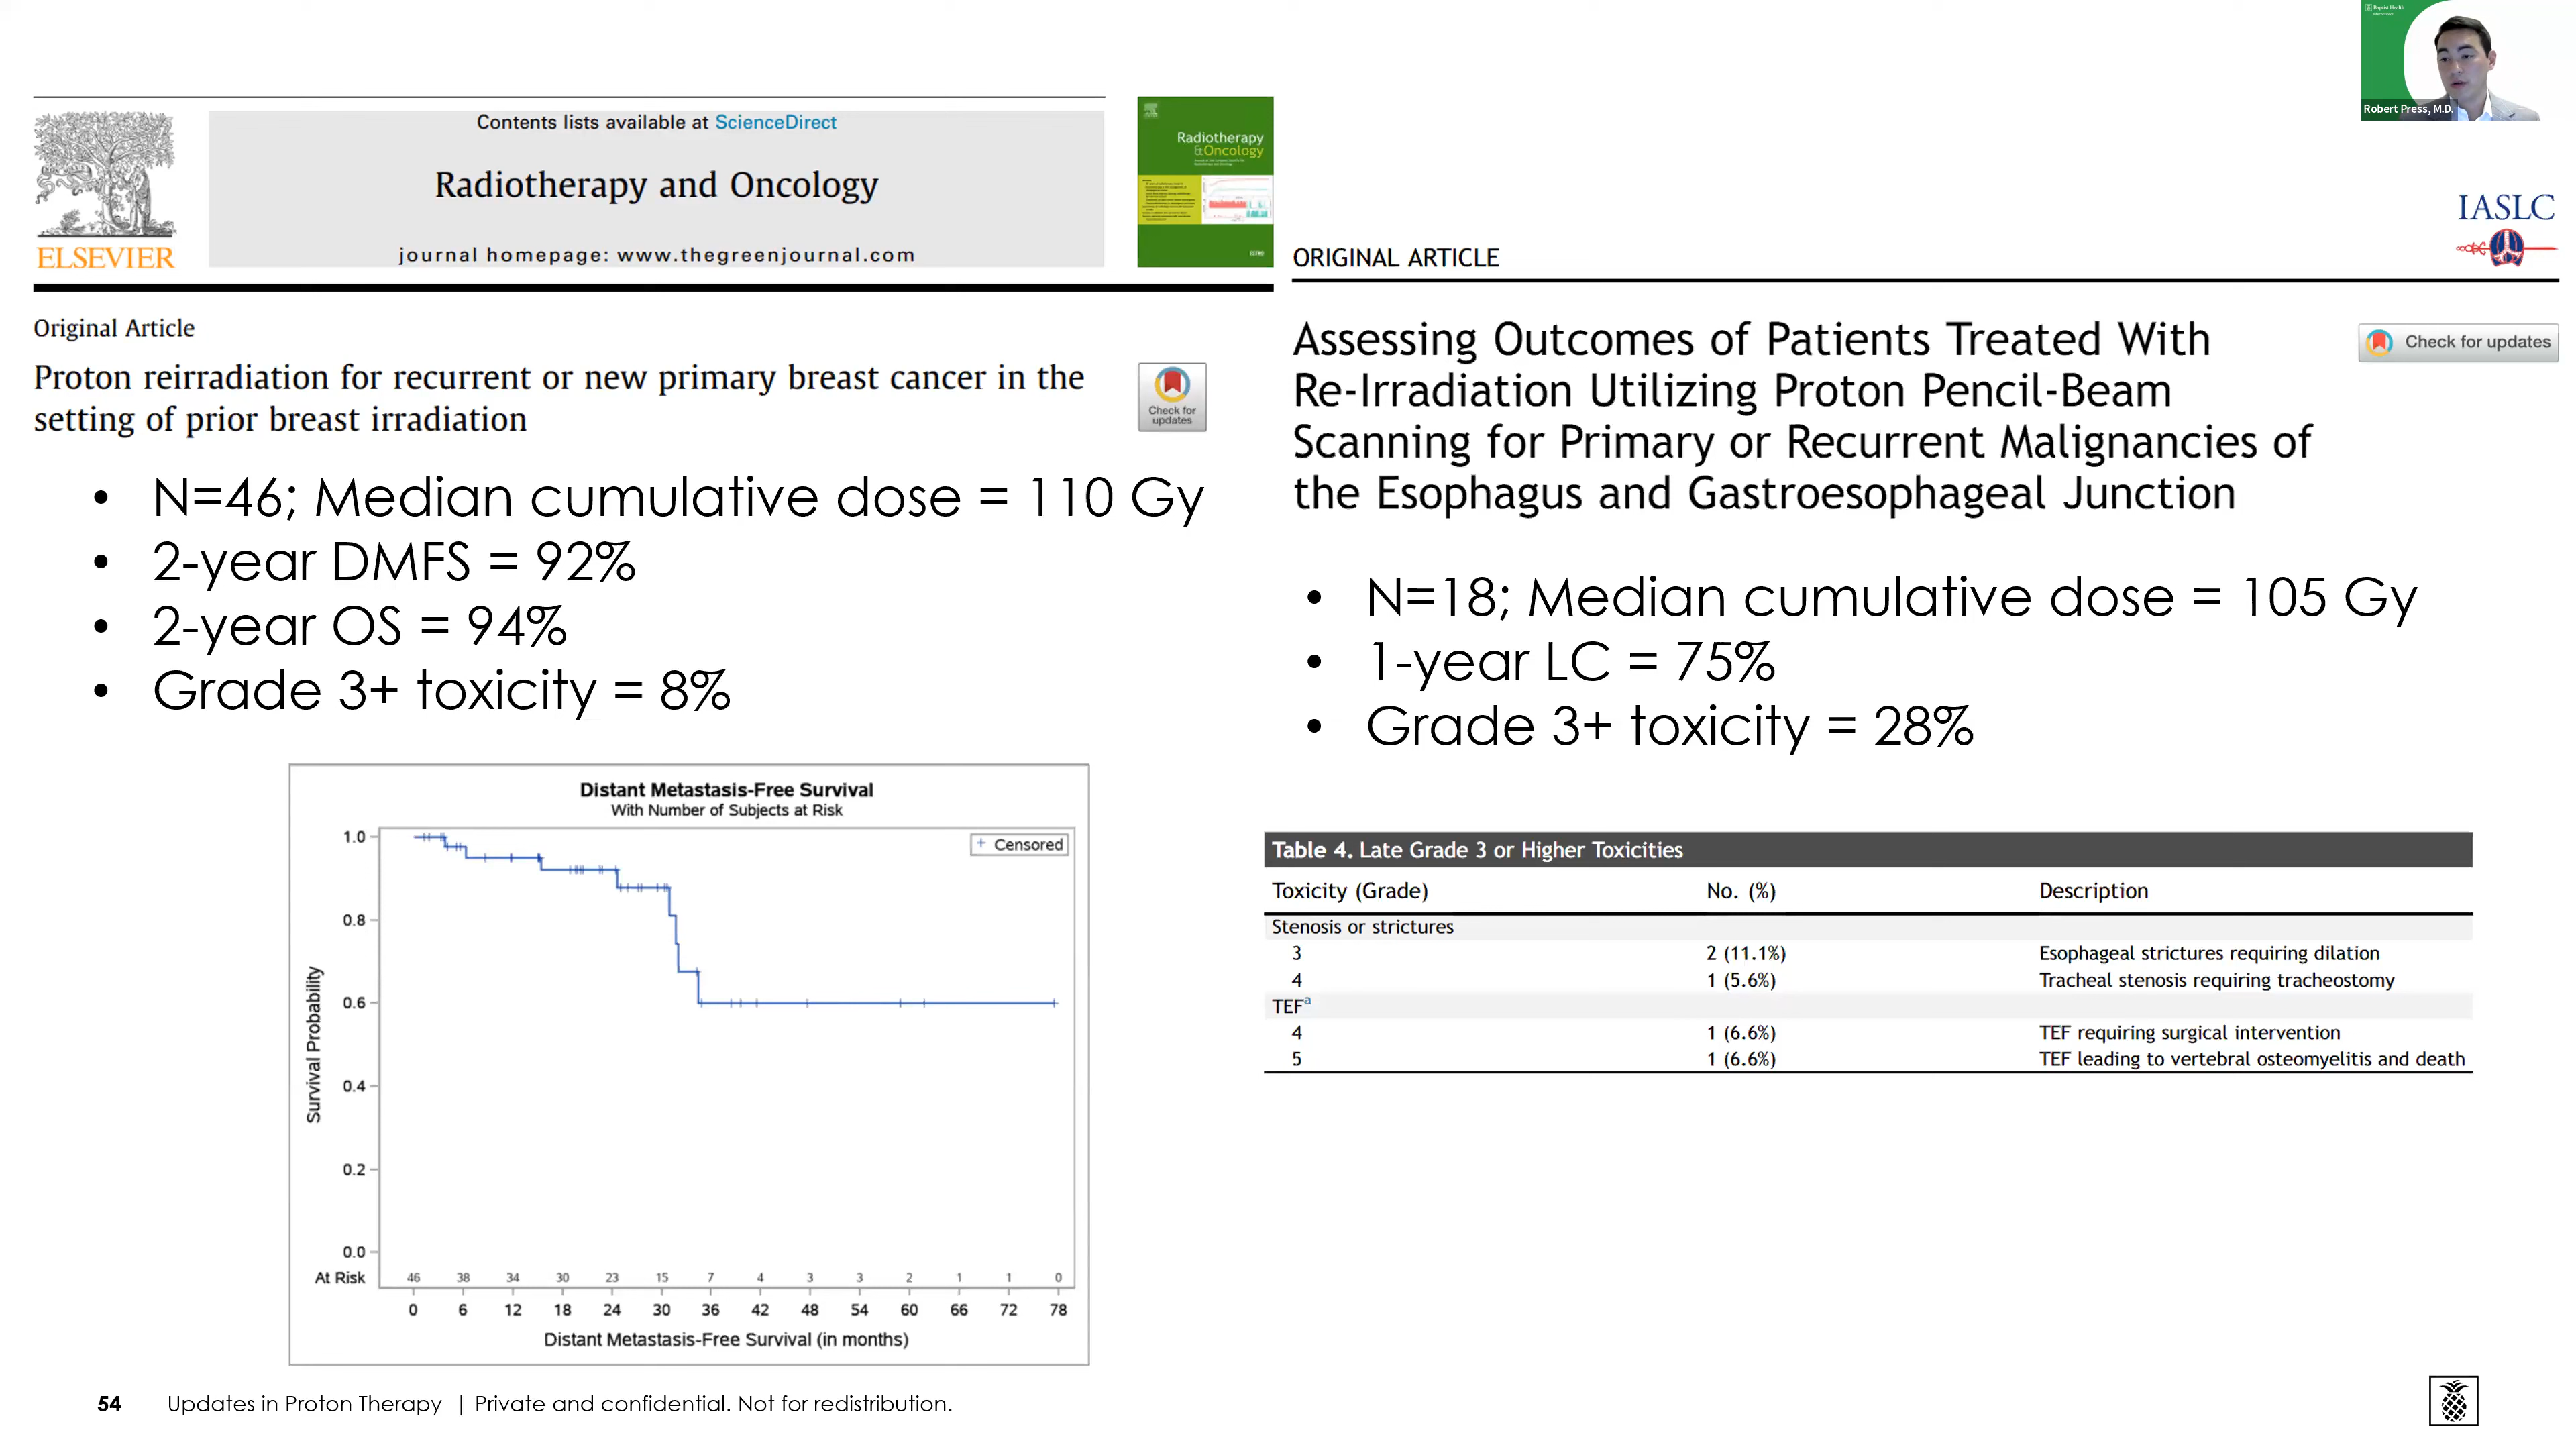 Baptist Health
Robert Press, M.D.
Contents lists available at ScienceDirect
Radiotherapy and Oncology
journal homepage: www.thegreenjournal.com
ELSEVIER
Radiotherapy
&Oncology
Original Article
Proton reirradiation for recurrent or new primary breast cancer in the
setting of prior breast irradiation
Check for
updates
• N=46; Median cumulative dose = 110 Gy
• 2-year DMFS = 92%
• 2-year OS = 94%
• Grade 3+ toxicity = 8%
Distant Metastasis-Free Survival
With Number of Subjects at Risk
+ Censored
Survival Probability
1.0
0.8
0.6
0.4
0.2
0.0
At Risk 46 38 34 30 23 15 7 4 3 3 2 1 1 0
0 6 12 18 24 30 36 42 48 54 60 66 72 78
Distant Metastasis-Free Survival (in months)
IASLC
ORIGINAL ARTICLE
Check for updates
Assessing Outcomes of Patients Treated With
Re-Irradiation Utilizing Proton Pencil-Beam
Scanning for Primary or Recurrent Malignancies of
the Esophagus and Gastroesophageal Junction
• N=18; Median cumulative dose = 105 Gy
• 1-year LC = 75%
• Grade 3+ toxicity = 28%
Table 4. Late Grade 3 or Higher Toxicities
Toxicity (Grade) No. (%) Description
Stenosis or strictures
3 2 (11.1%) Esophageal strictures requiring dilation
4 1 (5.6%) Tracheal stenosis requiring tracheostomy
TEFa
4 1 (6.6%) TEF requiring surgical intervention
5 1 (6.6%) TEF leading to vertebral osteomyelitis and death
54 Updates in Proton Therapy | Private and confidential. Not for redistribution.